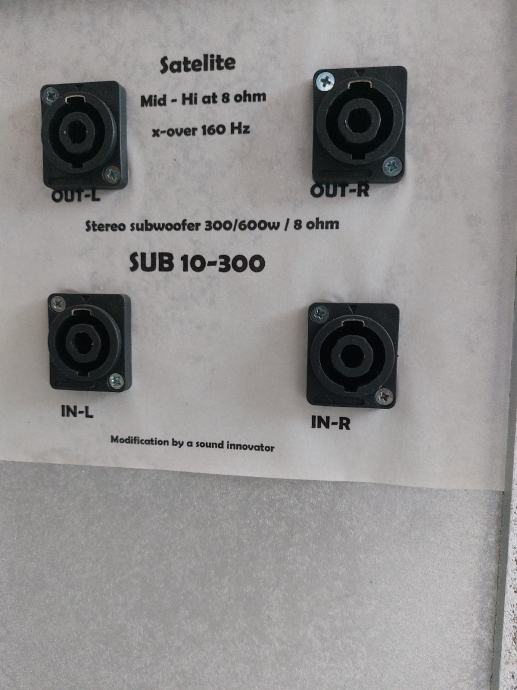 Satelite
Mid - Hi at 8 ohm
x-over 160 Hz
OUT-L
OUT-R
Stereo subwoofer 300/600w / 8 ohm
SUB 10-300
IN-L
IN-R
Modification by a sound innovator